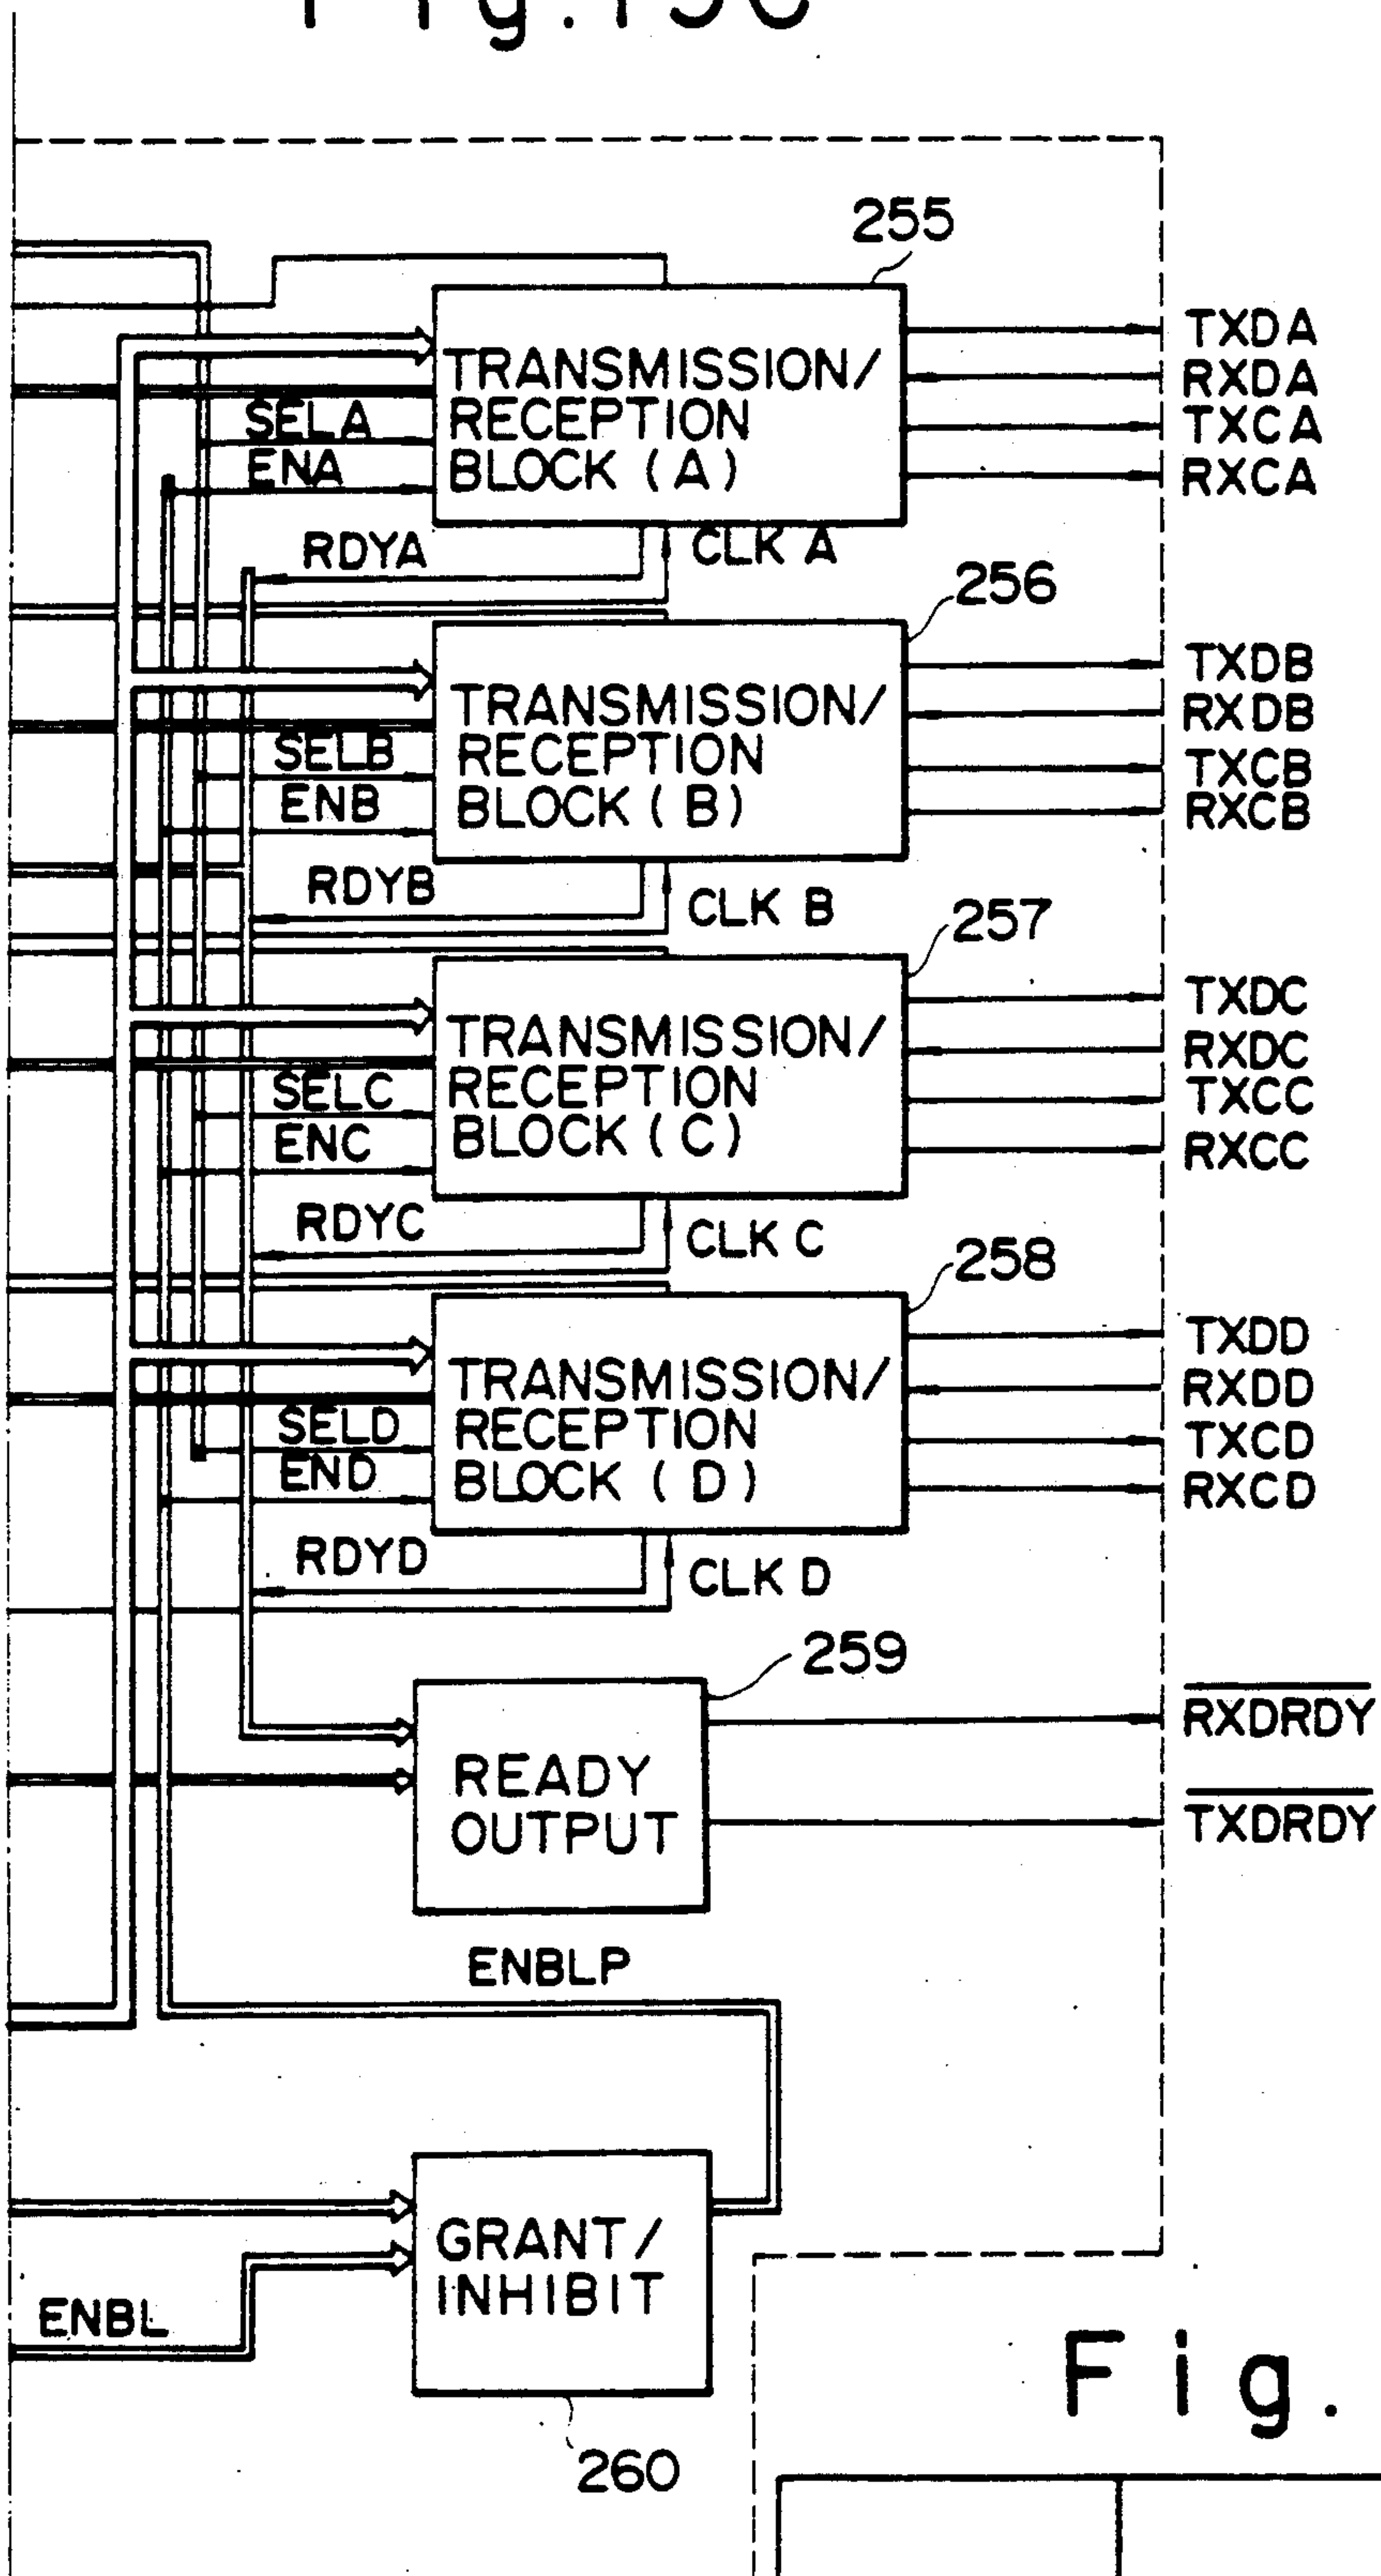 255
TXDA
TRANSMISSION/
RECEPTION
BLOCK (A)
RXDA
SELA
TXCA
ENA
RXCA
RDYA
CLK A
256
TXDB
TRANSMISSION/
RECEPTION
BLOCK (B)
RXDB
SELB
TXCB
ENB
RXCB
RDYB
CLK B
257
TXDC
TRANSMISSION/
RECEPTION
BLOCK (C)
RXDC
SELC
TXCC
ENC
RXCC
RDYC
CLK C
258
TXDD
TRANSMISSION/
RECEPTION
BLOCK (D)
RXDD
SELD
TXCD
END
RXCD
RDYD
CLK D
259
RXDRDY
READY
OUTPUT
TXDRDY
ENBLP
GRANT/
INHIBIT
ENBL
260
Fig.